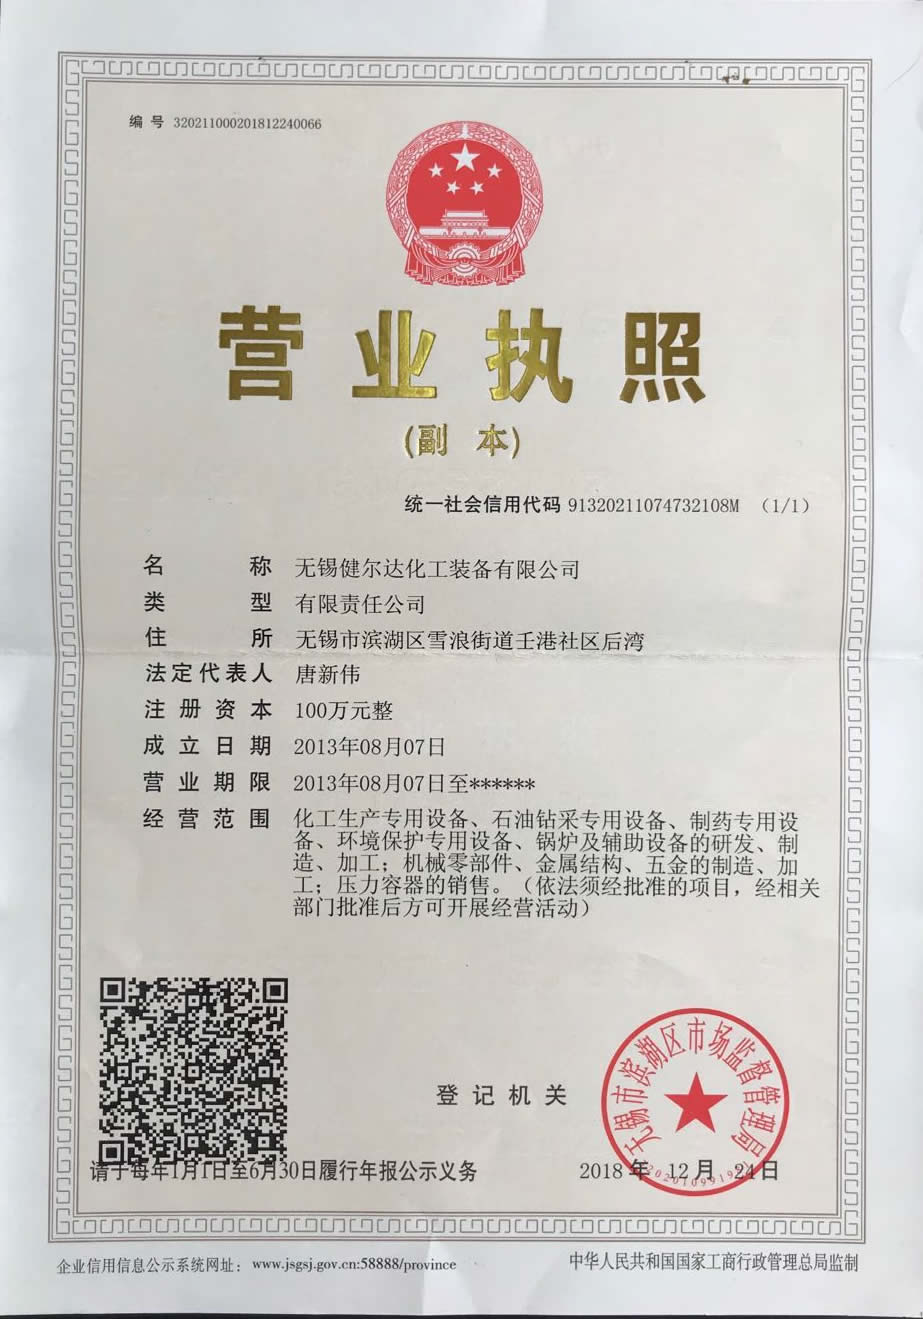 编 号 320211000201812240066
营业执照
(副 本)
统一社会信用代码 91320211074732108M (1/1)
名 称 无锡健尔达化工装备有限公司
类 型 有限责任公司
住 所 无锡市滨湖区雪浪街道壬港社区后湾
法定代表人 唐新伟
注 册 资 本 100万元整
成 立 日 期 2013年08月07日
营 业 期 限 2013年08月07日至******
经 营 范 围 化工生产专用设备、石油钻采专用设备、制药专用设
备、环境保护专用设备、锅炉及辅助设备的研发、制
造、加工；机械零部件、金属结构、五金的制造、加
工；压力容器的销售。（依法须经批准的项目，经相关
部门批准后方可开展经营活动）
登 记 机 关
无锡市滨湖区市场监督管理局
请于每年1月1日至6月30日履行年报公示义务
2018 年 12 月 24 日
企业信用信息公示系统网址： www.jsgsj.gov.cn:58888/province
中华人民共和国国家工商行政管理总局监制